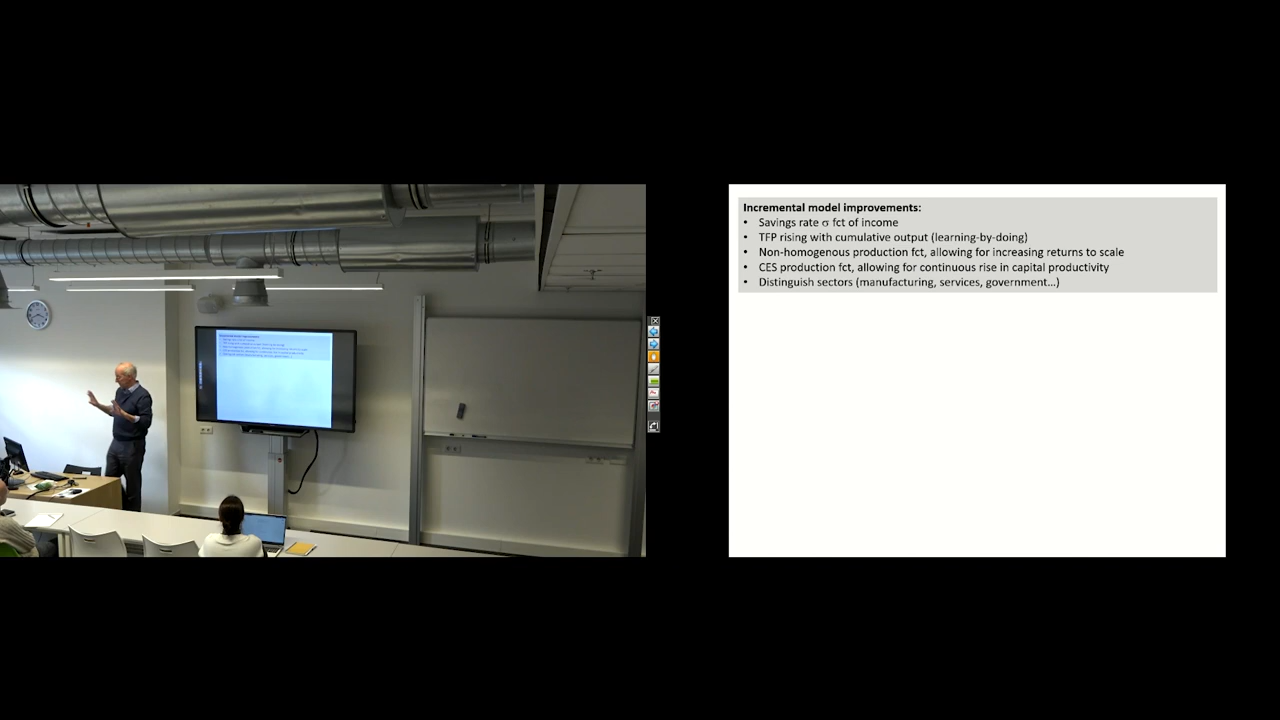 Incremental model improvements:
• Savings rate σ fct of income
• TFP rising with cumulative output (learning-by-doing)
• Non-homogenous production fct, allowing for increasing returns to scale
• CES production fct, allowing for continuous rise in capital productivity
• Distinguish sectors (manufacturing, services, government…)